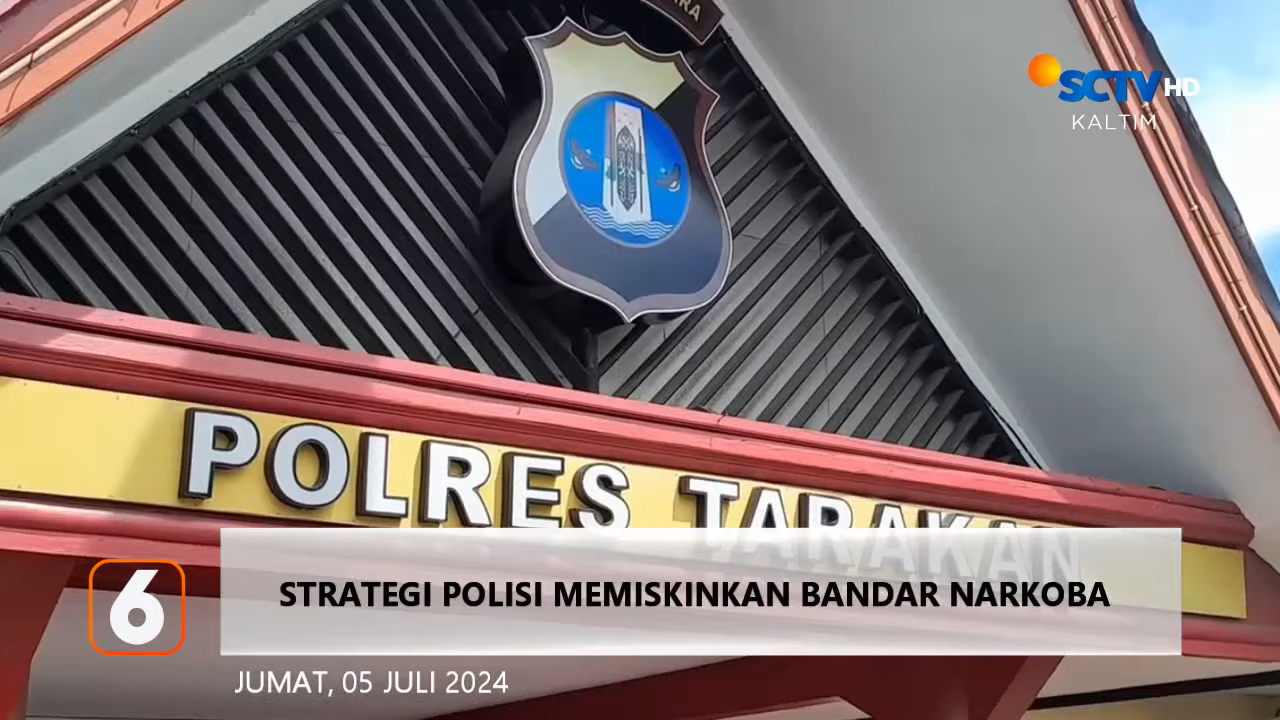 SCTV HD
KALTIM
POLRES TARAKAN
6
STRATEGI POLISI MEMISKINKAN BANDAR NARKOBA
JUMAT, 05 JULI 2024